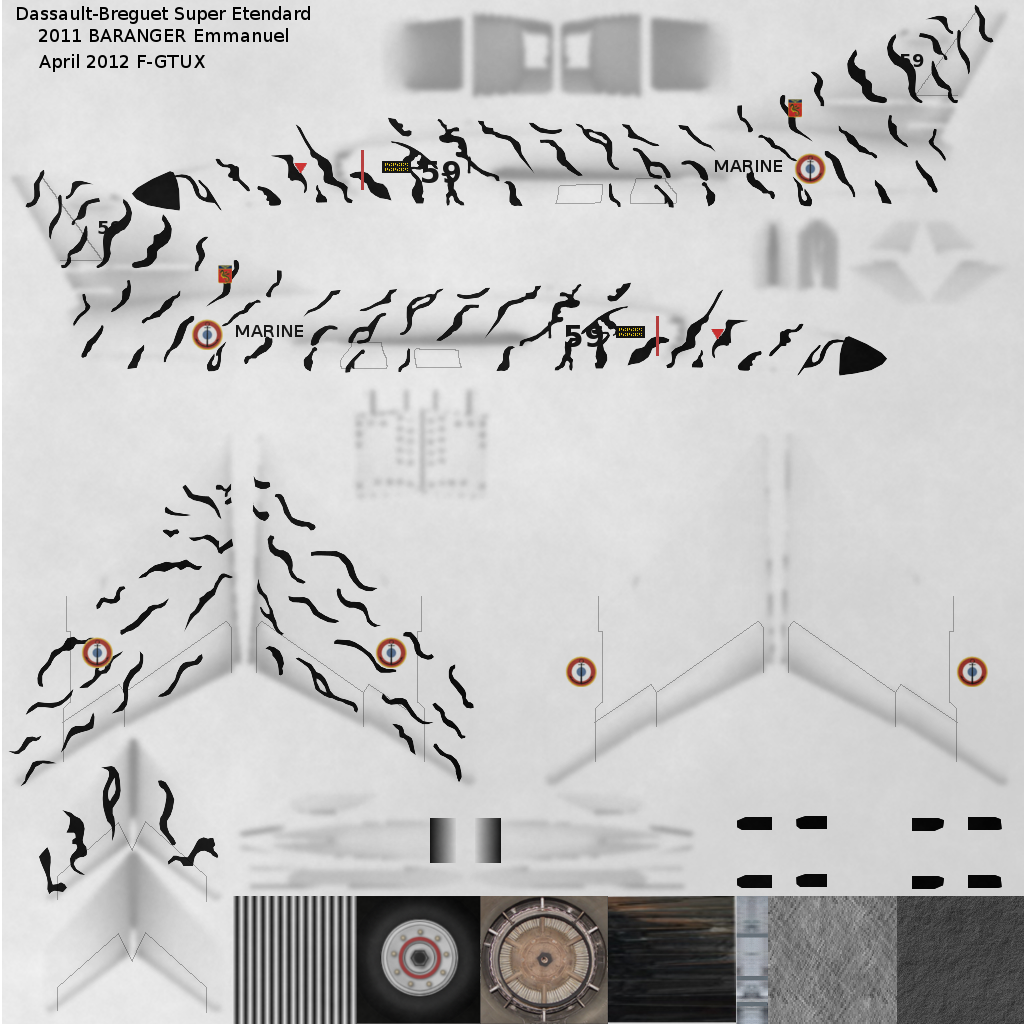 Dassault-Breguet Super Etendard
2011 BARANGER Emmanuel
April 2012 F-GTUX
59
MARINE
59
5
MARINE
59